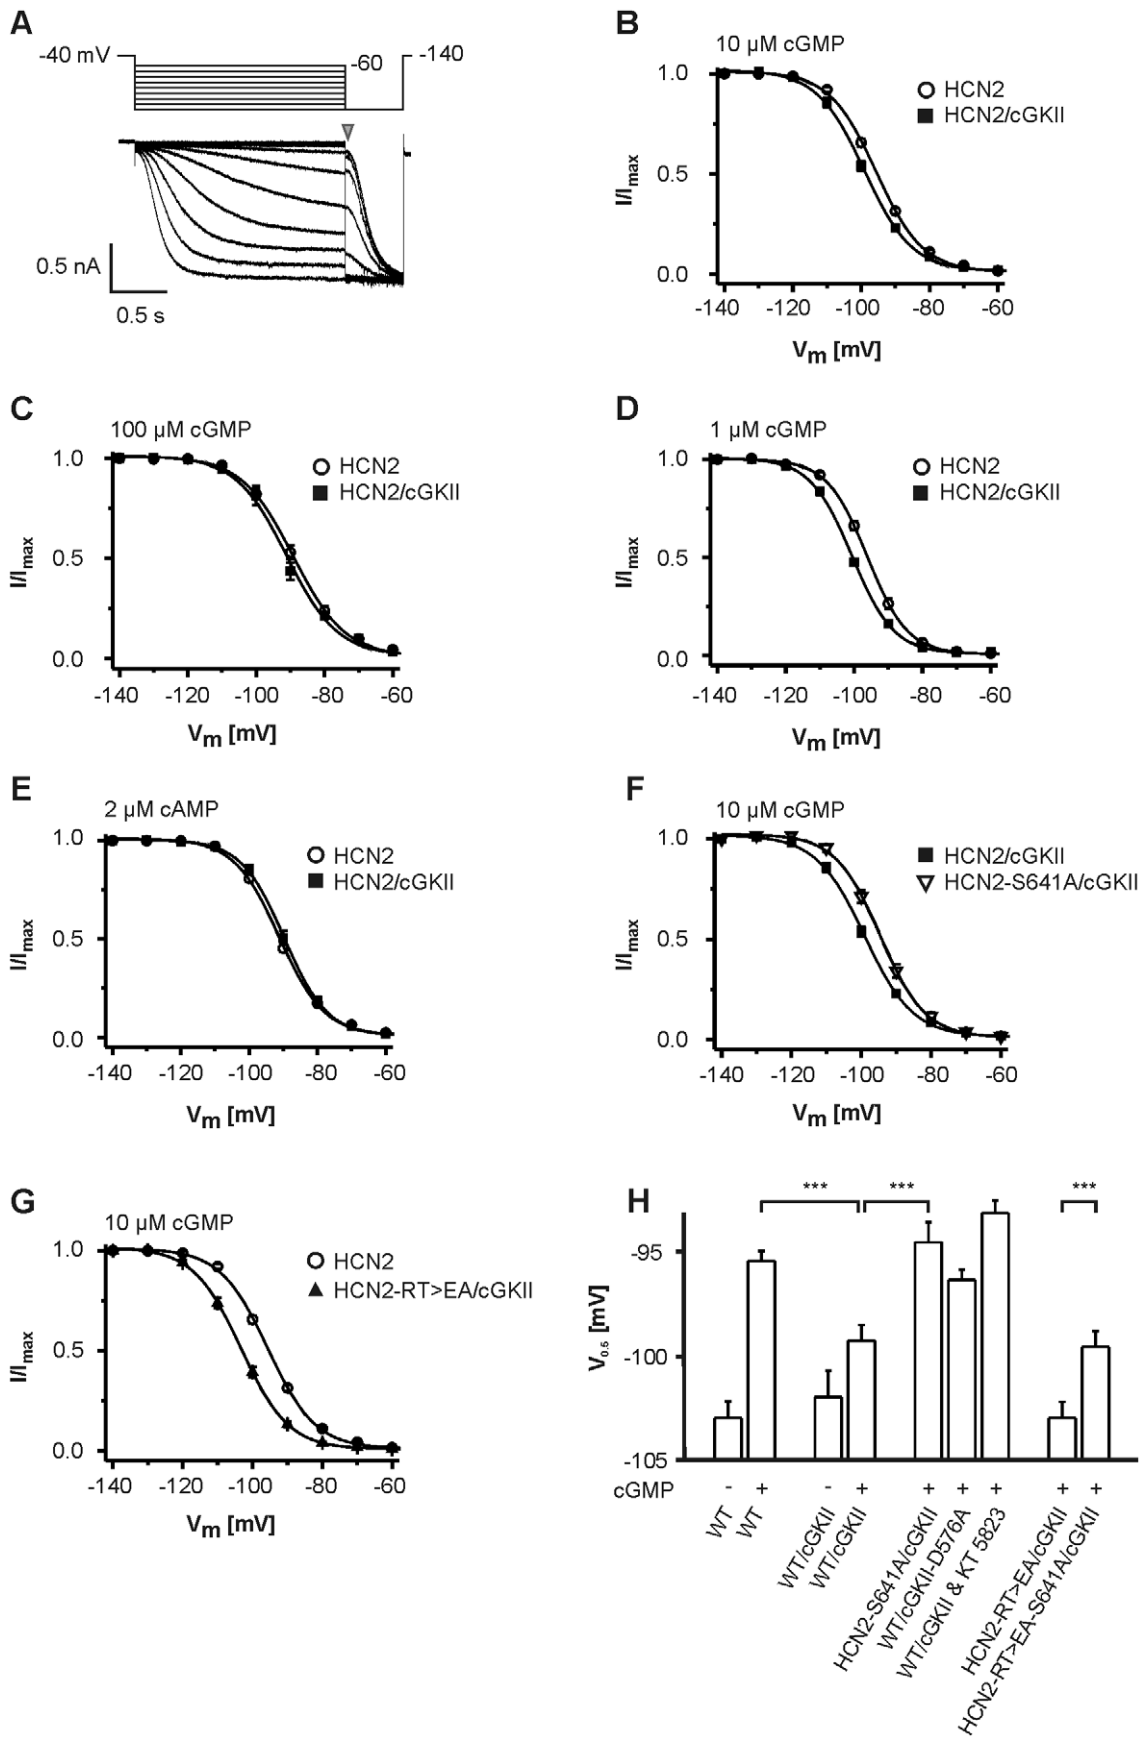 A
-40 mV
-60
-140
0.5 nA
0.5 s
B
10 µM cGMP
HCN2
HCN2/cGKII
1.0
0.5
0.0
I/Imax
-140 -120 -100 -80 -60
Vm [mV]
C
100 µM cGMP
HCN2
HCN2/cGKII
1.0
0.5
0.0
I/Imax
-140 -120 -100 -80 -60
Vm [mV]
D
1 µM cGMP
HCN2
HCN2/cGKII
1.0
0.5
0.0
I/Imax
-140 -120 -100 -80 -60
Vm [mV]
E
2 µM cAMP
HCN2
HCN2/cGKII
1.0
0.5
0.0
I/Imax
-140 -120 -100 -80 -60
Vm [mV]
F
10 µM cGMP
HCN2/cGKII
HCN2-S641A/cGKII
1.0
0.5
0.0
I/Imax
-140 -120 -100 -80 -60
Vm [mV]
G
10 µM cGMP
HCN2
HCN2-RT>EA/cGKII
1.0
0.5
0.0
I/Imax
-140 -120 -100 -80 -60
Vm [mV]
H
*** *** ***
-95
-100
-105
V0.5 [mV]
cGMP - + - + + + + + +
WT
WT
WT/cGKII
WT/cGKII
HCN2-S641A/cGKII
WT/cGKII-D576A
WT/cGKII & KT 5823
HCN2-RT>EA/cGKII
HCN2-RT>EA-S641A/cGKII